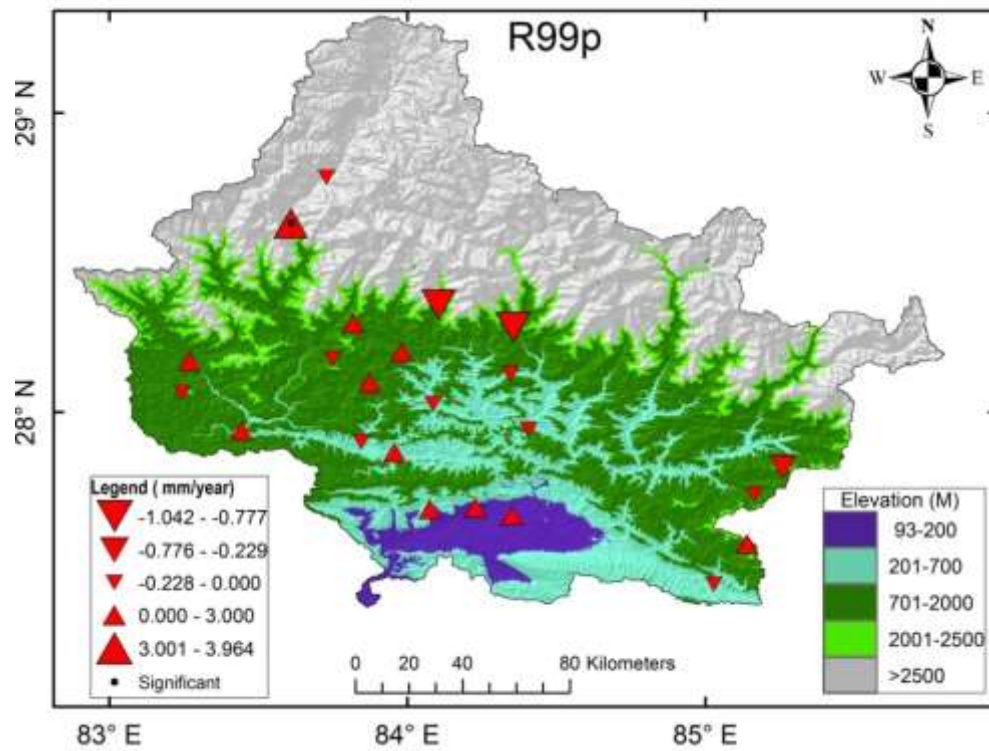 R99p
N
W E
S
29° N
28° N
Legend ( mm/year)
-1.042 - -0.777
-0.776 - -0.229
-0.228 - 0.000
0.000 - 3.000
3.001 - 3.964
Significant
0 20 40 80 Kilometers
Elevation (M)
93-200
201-700
701-2000
2001-2500
>2500
83° E 84° E 85° E